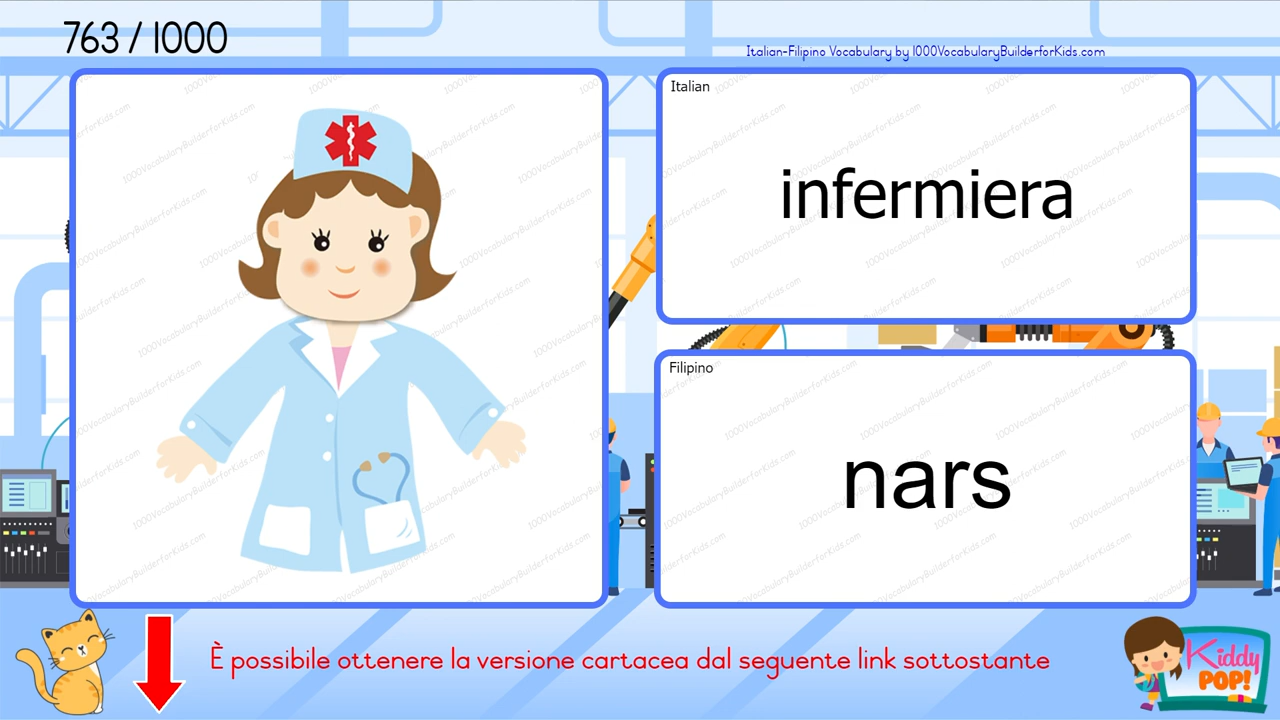 763 / 1000
Italian-Filipino Vocabulary by 1000VocabularyBuilderforKids.com
Italian
infermiera
Filipino
nars
È possibile ottenere la versione cartacea dal seguente link sottostante
Kiddy
POP!